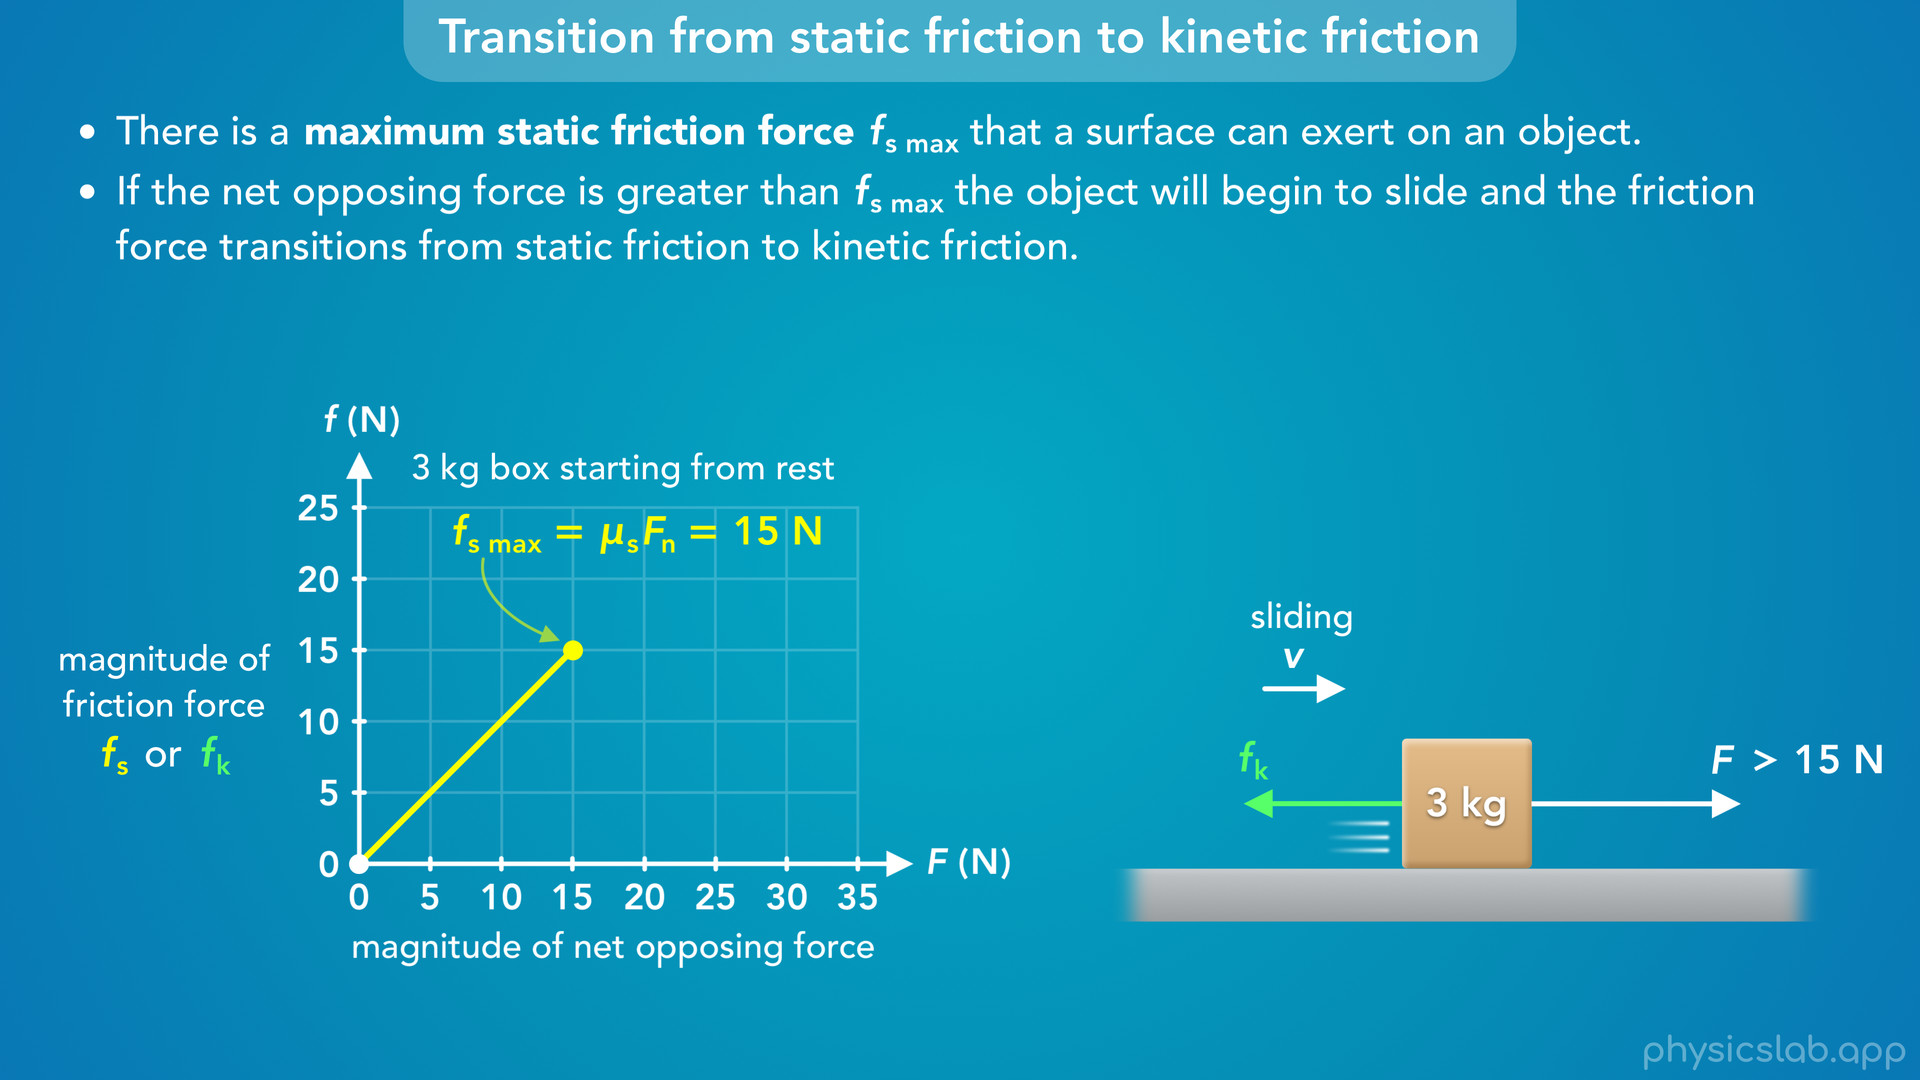 Transition from static friction to kinetic friction
• There is a maximum static friction force fs max that a surface can exert on an object.
• If the net opposing force is greater than fs max the object will begin to slide and the friction
force transitions from static friction to kinetic friction.
f (N)
3 kg box starting from rest
fs max = μsFn = 15 N
25
20
15
10
5
0
magnitude of
friction force
fs or fk
0 5 10 15 20 25 30 35
F (N)
magnitude of net opposing force
sliding
v
fk
3 kg
F > 15 N
physicslab.app